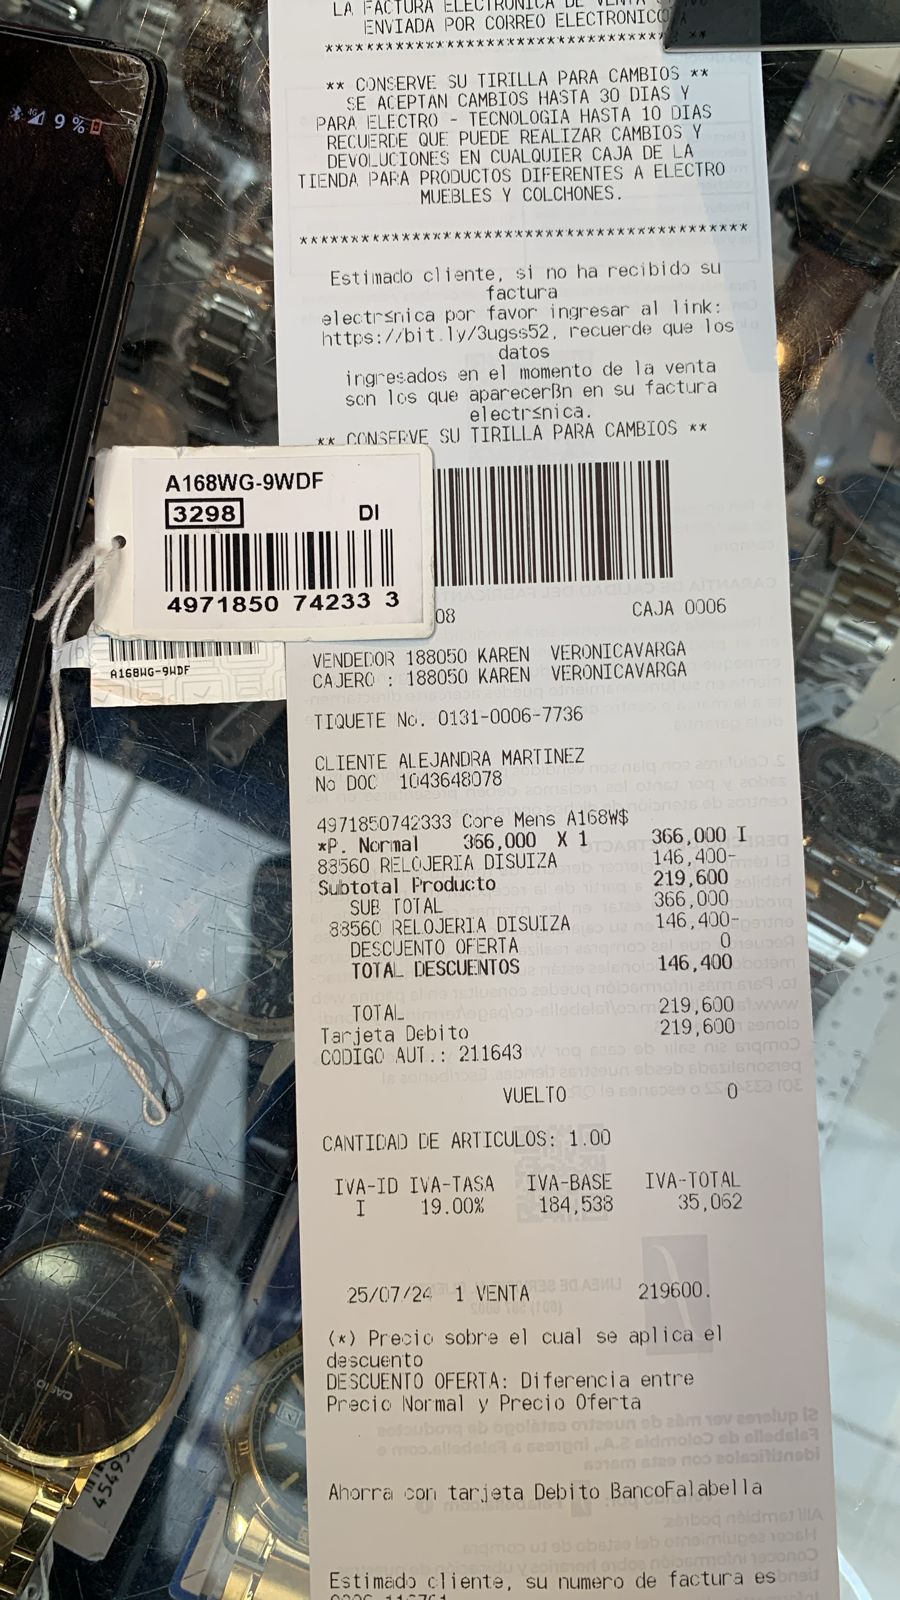 LA FACTURA ELECTRONICA DE VENTA
ENVIADA POR CORREO ELECTRONICO
******************************************
** CONSERVE SU TIRILLA PARA CAMBIOS **
SE ACEPTAN CAMBIOS HASTA 30 DIAS Y
PARA ELECTRO - TECNOLOGIA HASTA 10 DIAS
RECUERDE QUE PUEDE REALIZAR CAMBIOS Y
DEVOLUCIONES EN CUALQUIER CAJA DE LA
TIENDA PARA PRODUCTOS DIFERENTES A ELECTRO
MUEBLES Y COLCHONES.
******************************************
Estimado cliente, si no ha recibido su
factura
electr≤nica por favor ingresar al link:
https://bit.ly/3ugss52, recuerde que los
datos
ingresados en el momento de la venta
son los que aparecerßn en su factura
electr≤nica.
** CONSERVE SU TIRILLA PARA CAMBIOS **
9 %
A168WG-9WDF
3298 DI
4971850 74233 3
A168WG-9WDF
08 CAJA 0006
VENDEDOR 188050 KAREN VERONICAVARGA
CAJERO : 188050 KAREN VERONICAVARGA
TIQUETE No. 0131-0006-7736
CLIENTE ALEJANDRA MARTINEZ
No DOC 1043648078
4971850742333 Core Mens A168W$
*P. Normal 366,000 X 1 366,000 I
88560 RELOJERIA DISUIZA 146,400-
Subtotal Producto 219,600
SUB TOTAL 366,000
88560 RELOJERIA DISUIZA 146,400-
DESCUENTO OFERTA 0
TOTAL DESCUENTOS 146,400
TOTAL 219,600
Tarjeta Debito 219,600
CODIGO AUT.: 211643
VUELTO 0
CANTIDAD DE ARTICULOS: 1.00
IVA-ID IVA-TASA IVA-BASE IVA-TOTAL
I 19.00% 184,538 35,062
25/07/24 1 VENTA 219600.
(*) Precio sobre el cual se aplica el
descuento
DESCUENTO OFERTA: Diferencia entre
Precio Normal y Precio Oferta
CASIO
Ahorra con tarjeta Debito BancoFalabella
Estimado cliente, su numero de factura es